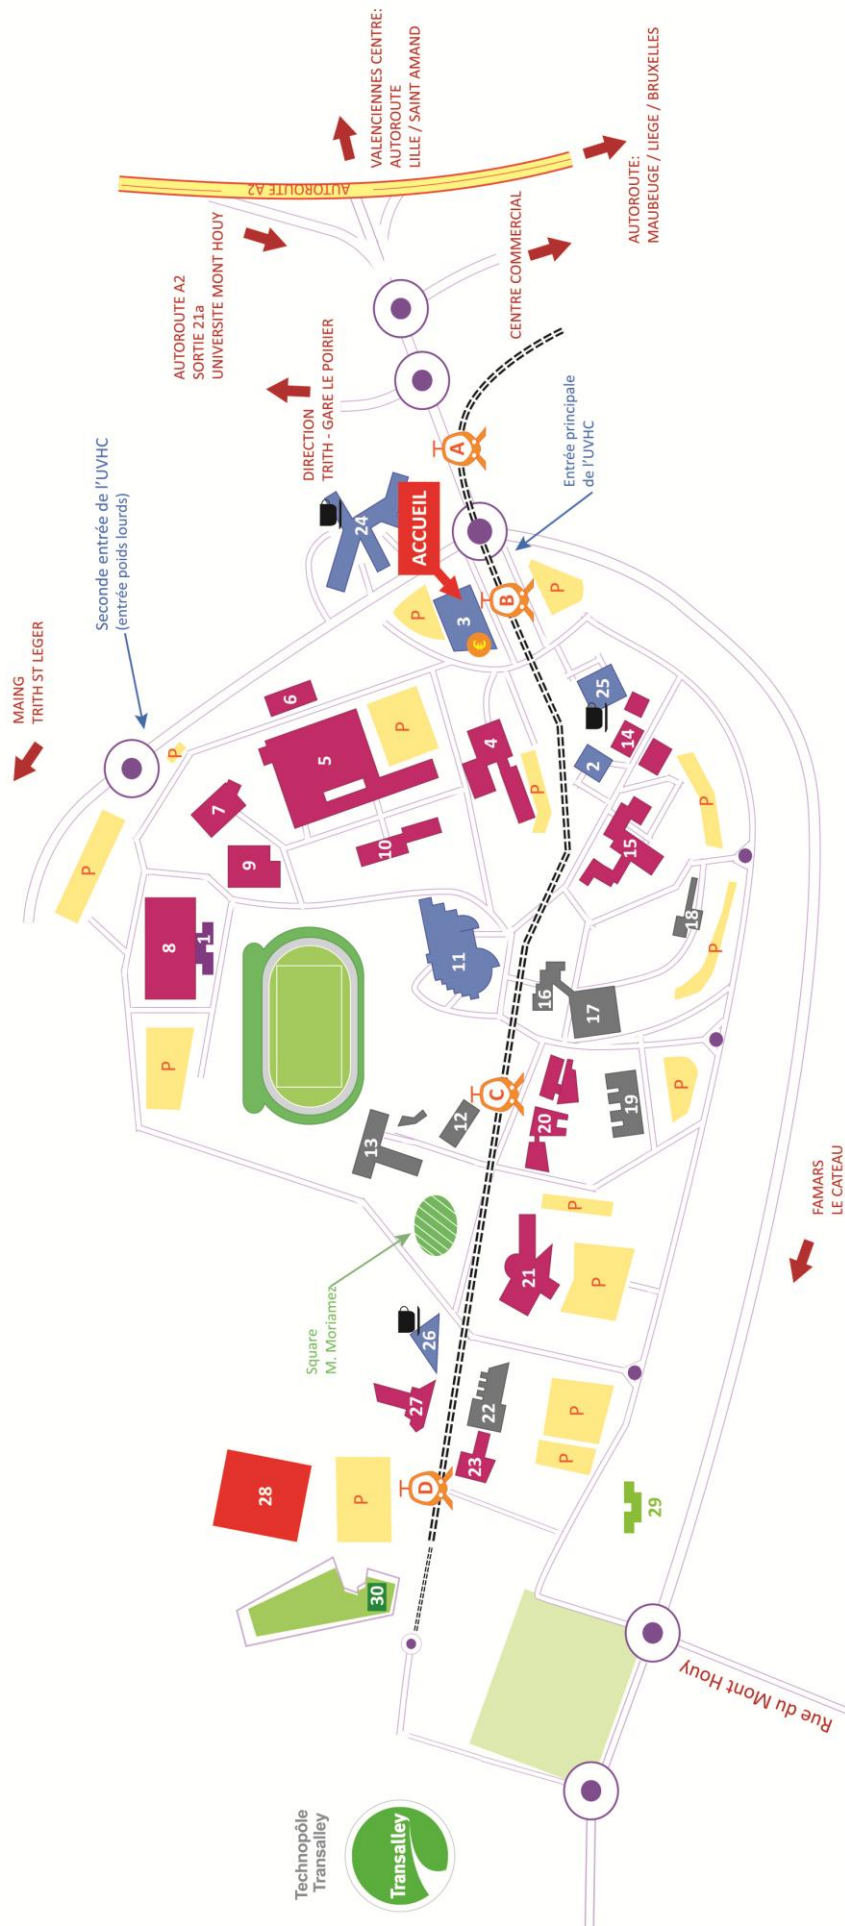 VALENCIENNES CENTRE:
AUTOROUTE
LILLE / SAINT AMAND
AUTOROUTE A2
AUTOROUTE:
MAUBEUGE / LIEGE / BRUXELLES
AUTOROUTE A2
SORTIE 21a
UNIVERSITE MONT HOUY
CENTRE COMMERCIAL
DIRECTION
TRITH - GARE LE POIRIER
A
Entrée principale
de l'UVHC
Seconde entrée de l'UVHC
(entrée poids lourds)
MAING
TRITH ST LEGER
24
ACCUEIL
3
€
B
P
P
6
5
P
4
P
25
14
2
P
7
P
P
9
10
15
8
1
11
18
P
16
17
P
C
12
13
20
19
P
Square
M. Moriamez
21
P
P
FAMARS
LE CATEAU
26
27
22
23
P
P
28
P
D
29
30
Rue du Mont Houy
Technopôle
Transalley
Transalley